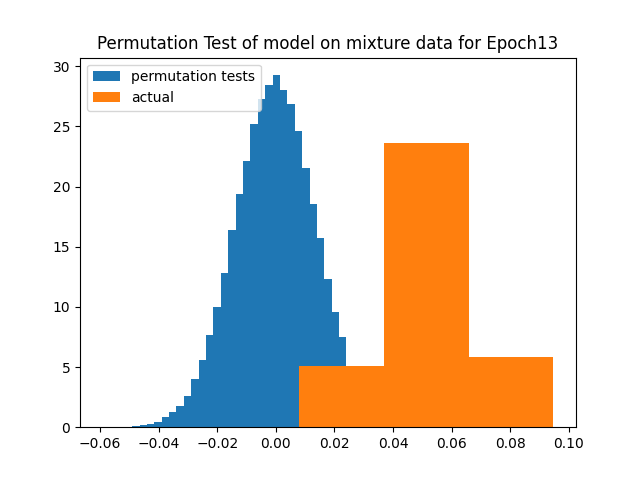 Permutation Test of model on mixture data for Epoch13
permutation tests
actual
30
25
20
15
10
5
0
−0.06 −0.04 −0.02 0.00 0.02 0.04 0.06 0.08 0.10